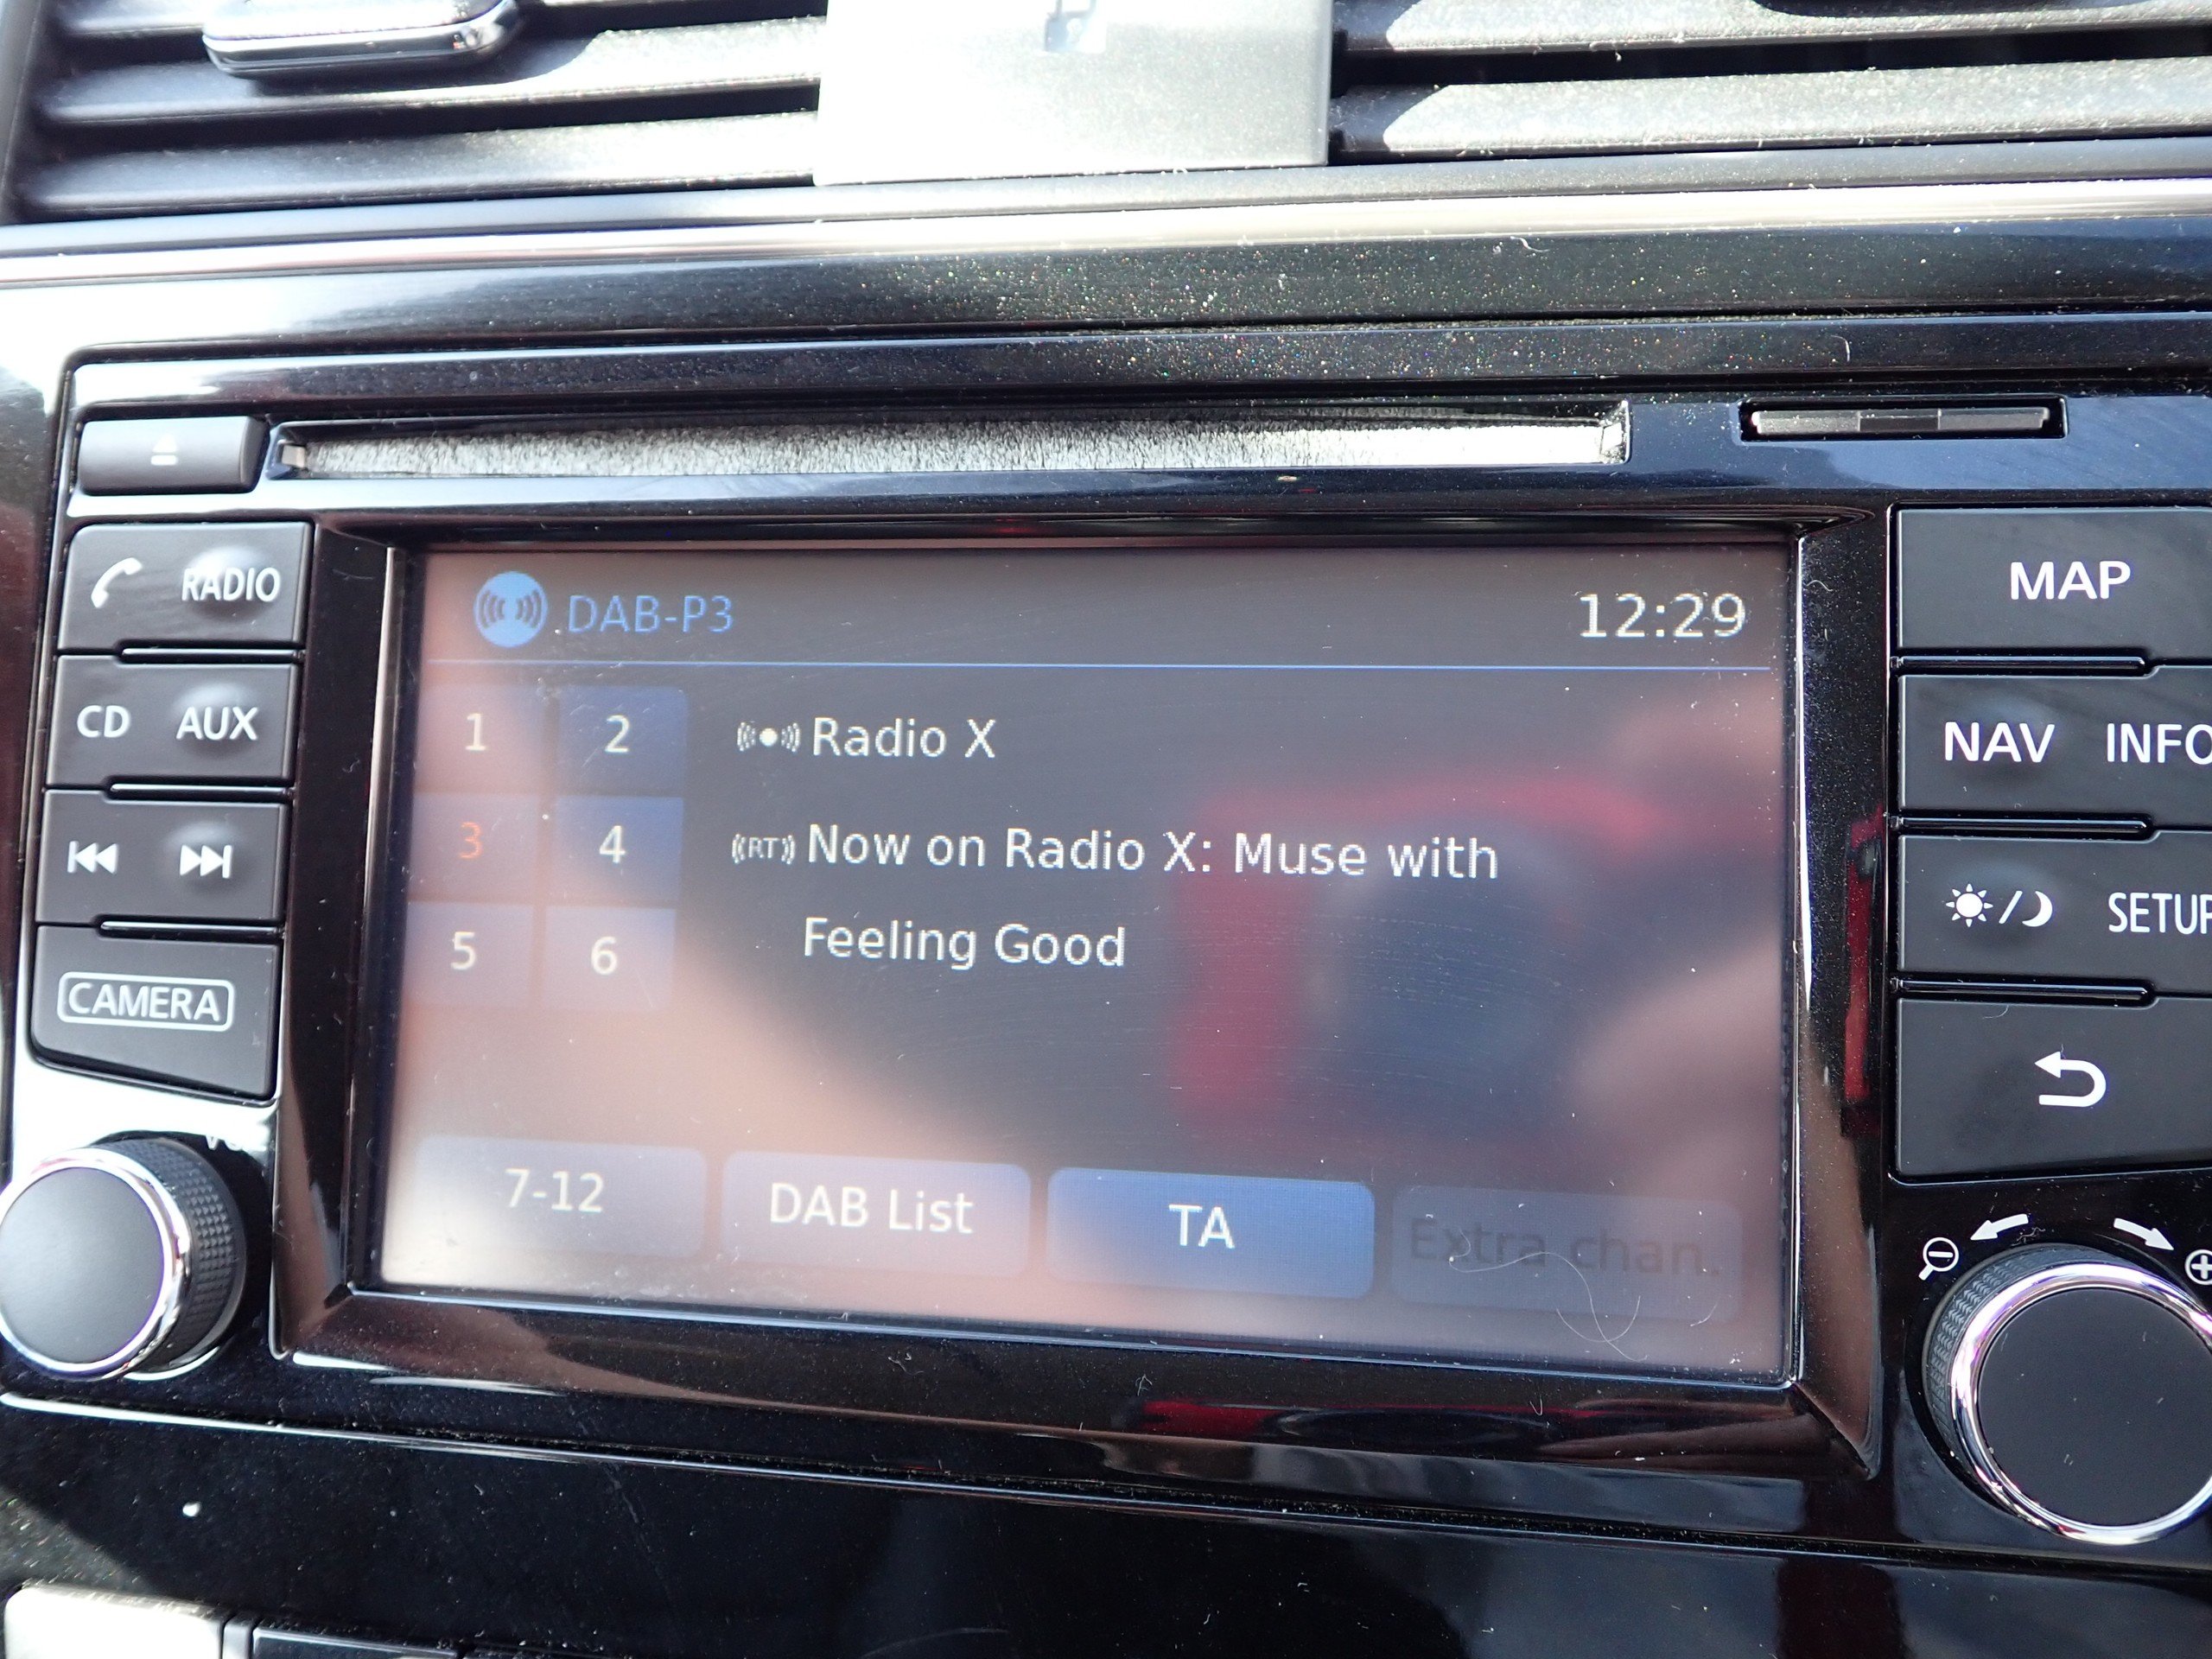 RADIO
CD AUX
CAMERA
DAB-P3 12:29
1 2
3 4
5 6
Radio X
RT Now on Radio X: Muse with
Feeling Good
7-12 DAB List TA Extra chan.
MAP
NAV INFO
SETUP